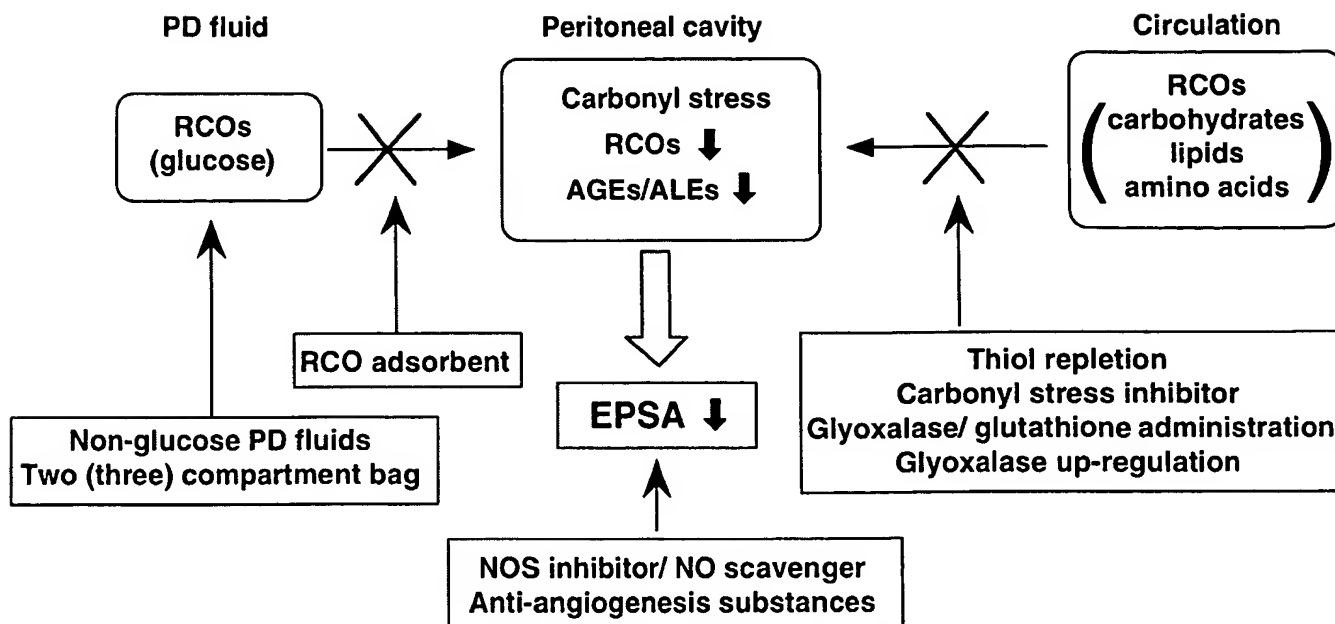 PD fluid
Peritoneal cavity
Circulation
RCOs
(glucose)
Carbonyl stress
RCOs
AGEs/ALEs
RCOs
carbohydrates
lipids
amino acids
RCO adsorbent
Non-glucose PD fluids
Two (three) compartment bag
EPSA
Thiol repletion
Carbonyl stress inhibitor
Glyoxalase/ glutathione administration
Glyoxalase up-regulation
NOS inhibitor/ NO scavenger
Anti-angiogenesis substances